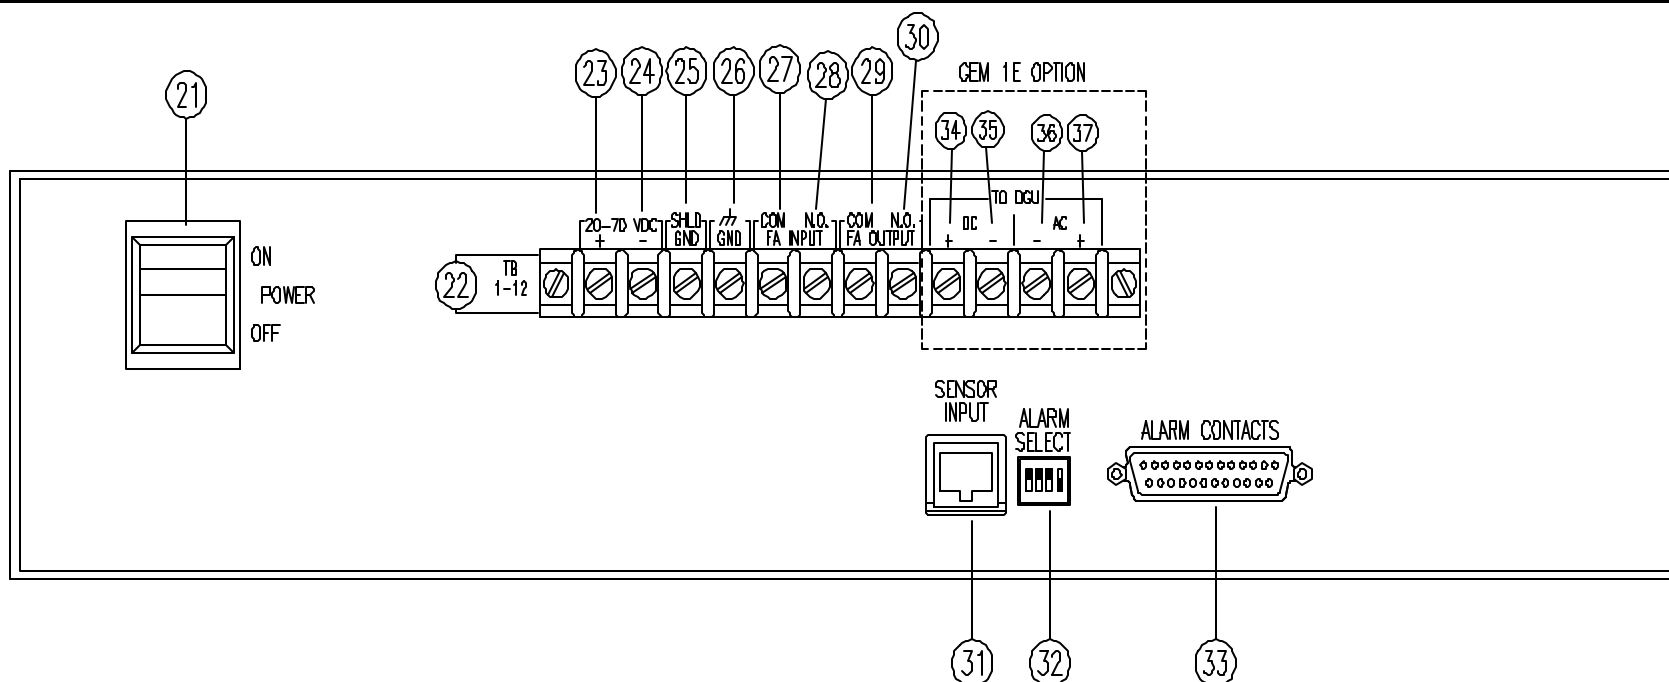 30
23 24 25 26 27 28 29
GEM 1E OPTION
21
34 35 36 37
TO DGU
SHLD COM N.O. COM N.O. DC AC
20-70 VDC GND GND FA INPUT FA OUTPUT
+ - + - - +
ON
22 TB
1-12
POWER
OFF
SENSOR
INPUT
ALARM
SELECT
ALARM CONTACTS
31 32 33